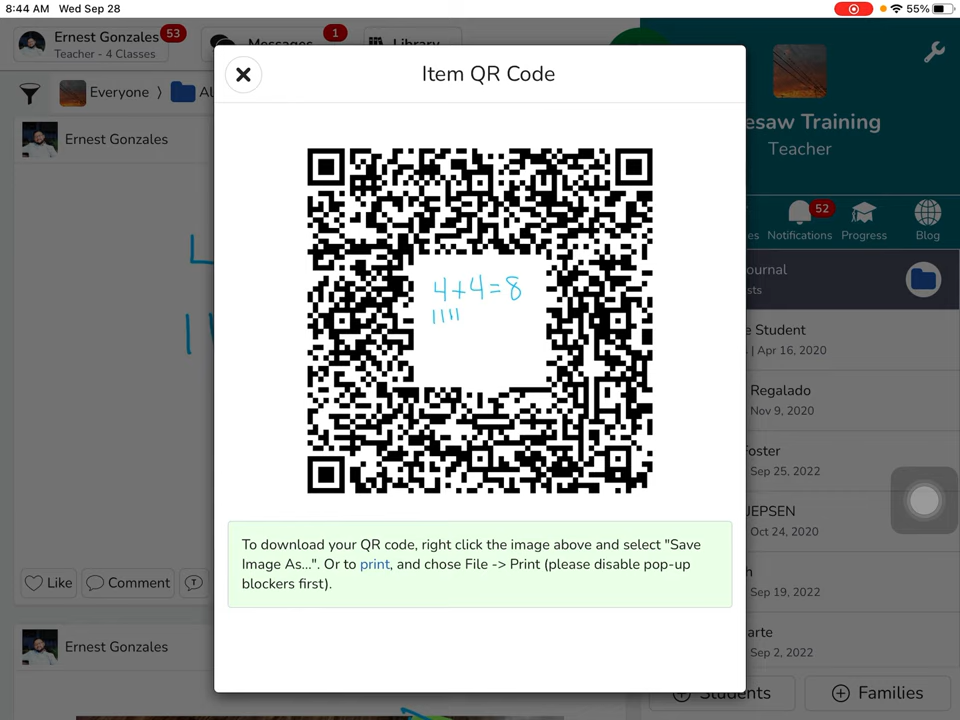 8:44 AM Wed Sep 28
55%
Ernest Gonzales
53
Teacher - 4 Classes
Messages
1
Library
Everyone
Item QR Code
esaw Training
Teacher
Ernest Gonzales
Notifications
52
Progress
Blog
4+4=8
Student
| Apr 16, 2020
Regalado
Nov 9, 2020
Sep 25, 2022
JEPSEN
Oct 24, 2020
Sep 19, 2022
Sep 2, 2022
To download your QR code, right click the image above and select "Save
Image As...". Or to print, and chose File -> Print (please disable pop-up
blockers first).
Like
Comment
Ernest Gonzales
Students
Families